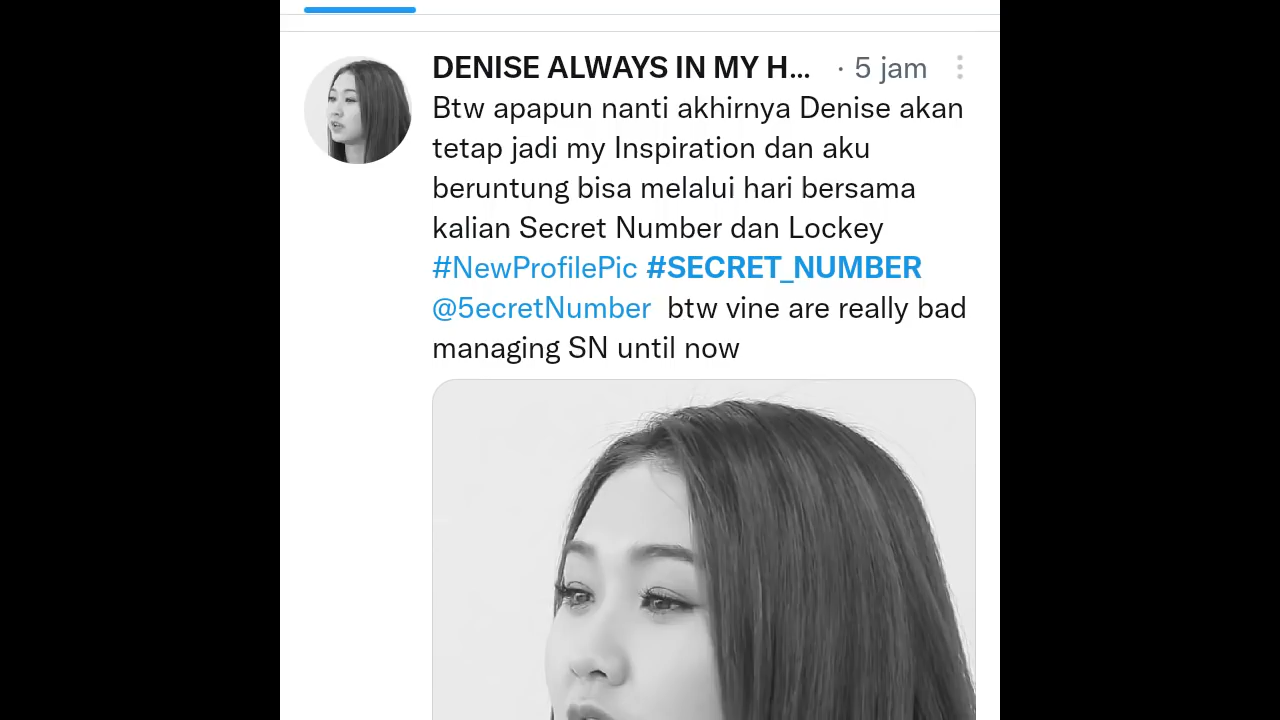 DENISE ALWAYS IN MY H... · 5 jam
Btw apapun nanti akhirnya Denise akan
tetap jadi my Inspiration dan aku
beruntung bisa melalui hari bersama
kalian Secret Number dan Lockey
#NewProfilePic #SECRET_NUMBER
@5ecretNumber btw vine are really bad
managing SN until now